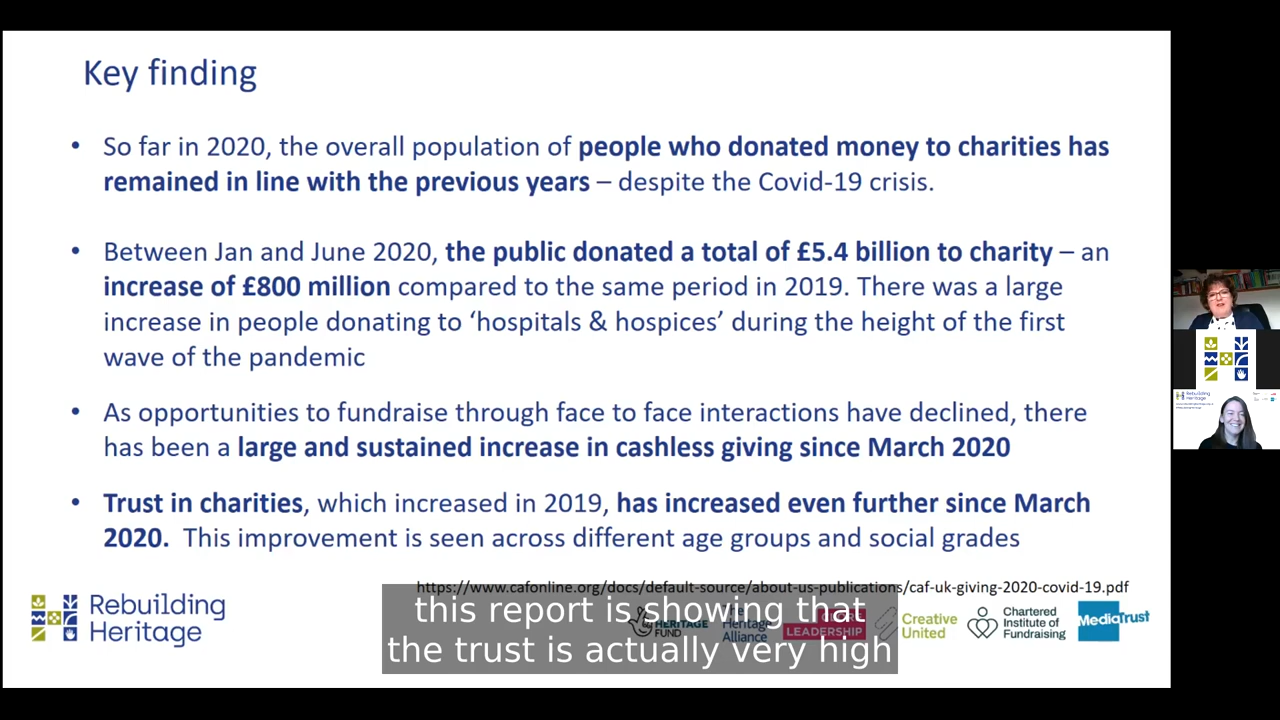 Key finding
• So far in 2020, the overall population of people who donated money to charities has
remained in line with the previous years – despite the Covid-19 crisis.
• Between Jan and June 2020, the public donated a total of £5.4 billion to charity – an
increase of £800 million compared to the same period in 2019. There was a large
increase in people donating to ‘hospitals & hospices’ during the height of the first
wave of the pandemic
• As opportunities to fundraise through face to face interactions have declined, there
has been a large and sustained increase in cashless giving since March 2020
• Trust in charities, which increased in 2019, has increased even further since March
2020. This improvement is seen across different age groups and social grades
https://www.cafonline.org/docs/default-source/about-us-publications/caf-uk-giving-2020-covid-19.pdf
Rebuilding
Heritage
HERITAGE
FUND
Heritage
Alliance
LEADERSHIP
Creative
United
Chartered
Institute of
Fundraising
MediaTrust
this report is showing that
the trust is actually very high
Rebuilding
Heritage